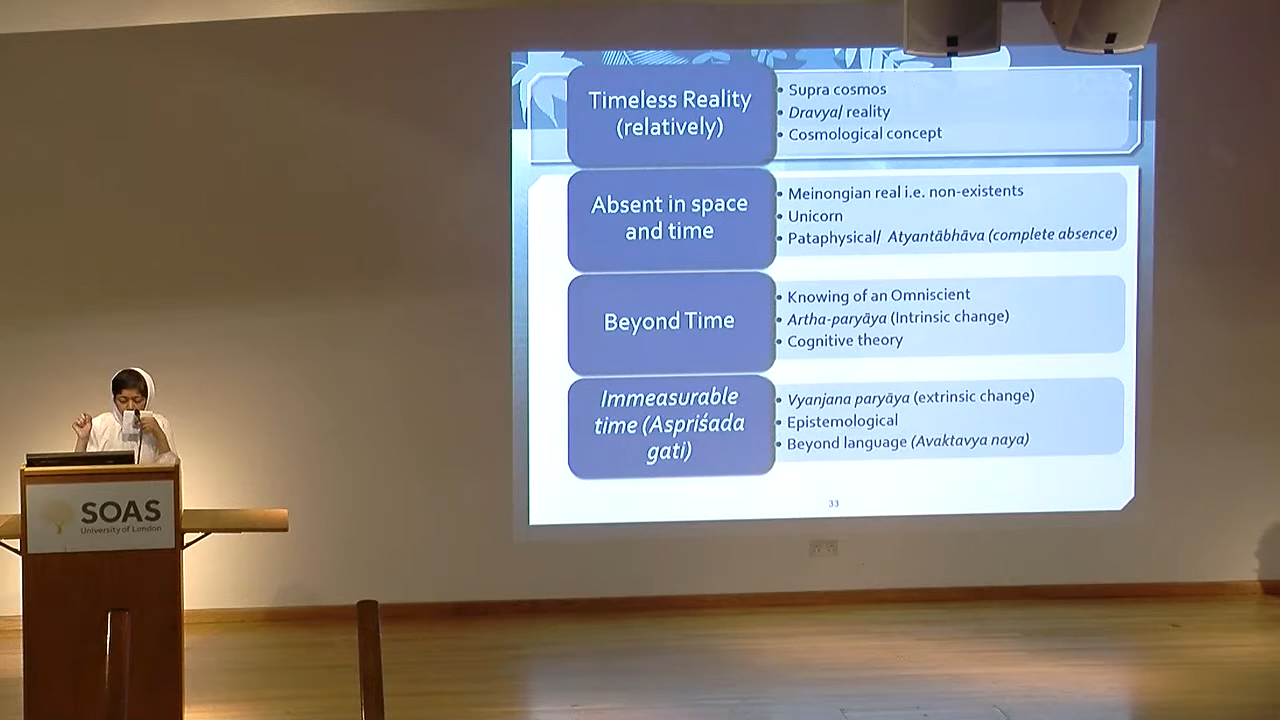 Timeless Reality
(relatively)
• Supra cosmos
• Dravya/ reality
• Cosmological concept
Absent in space
and time
• Meinongian real i.e. non-existents
• Unicorn
• Pataphysical/ Atyantābhāva (complete absence)
Beyond Time
• Knowing of an Omniscient
• Artha-paryāya (Intrinsic change)
• Cognitive theory
Immeasurable
time (Aspriśada
gati)
• Vyanjana paryāya (extrinsic change)
• Epistemological
• Beyond language (Avaktavya naya)
33
SOAS
University of London